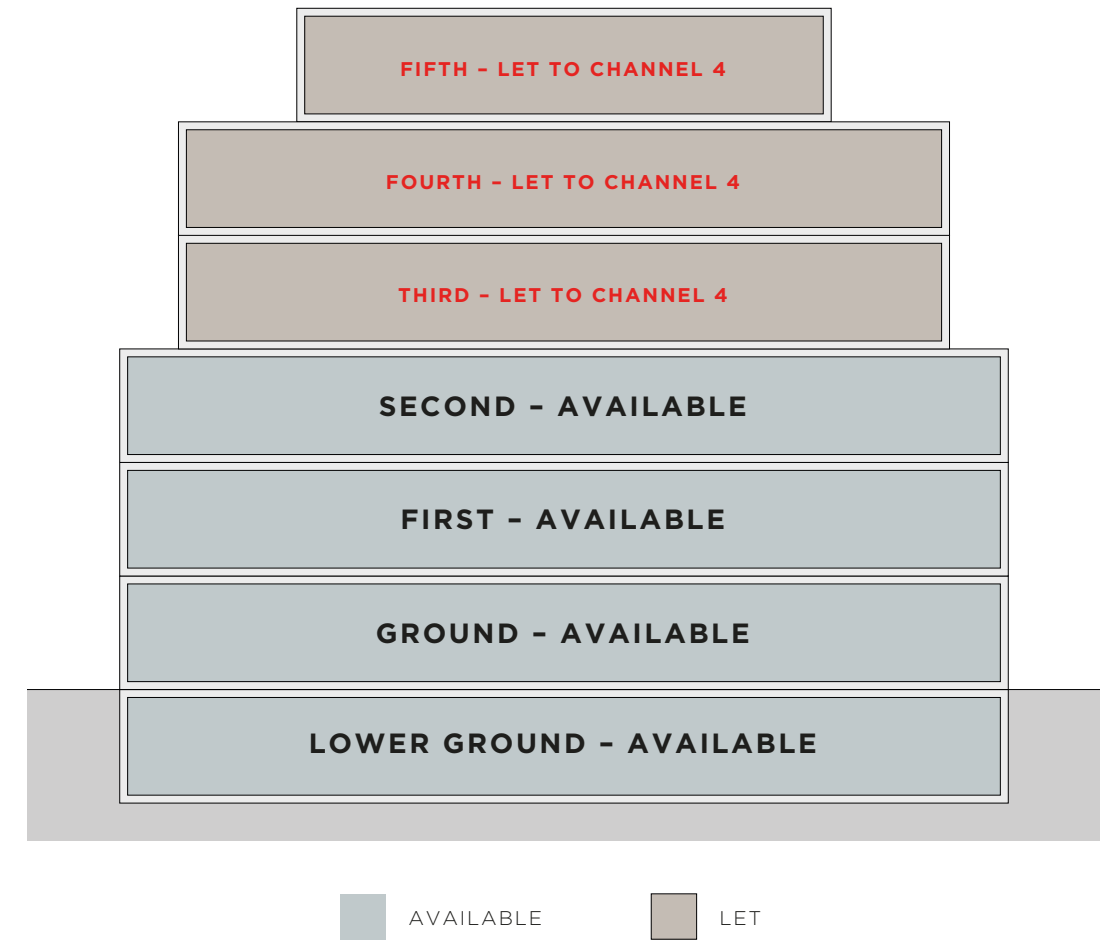 FIFTH – LET TO CHANNEL 4
FOURTH – LET TO CHANNEL 4
THIRD – LET TO CHANNEL 4
SECOND – AVAILABLE
FIRST – AVAILABLE
GROUND – AVAILABLE
LOWER GROUND – AVAILABLE
AVAILABLE
LET